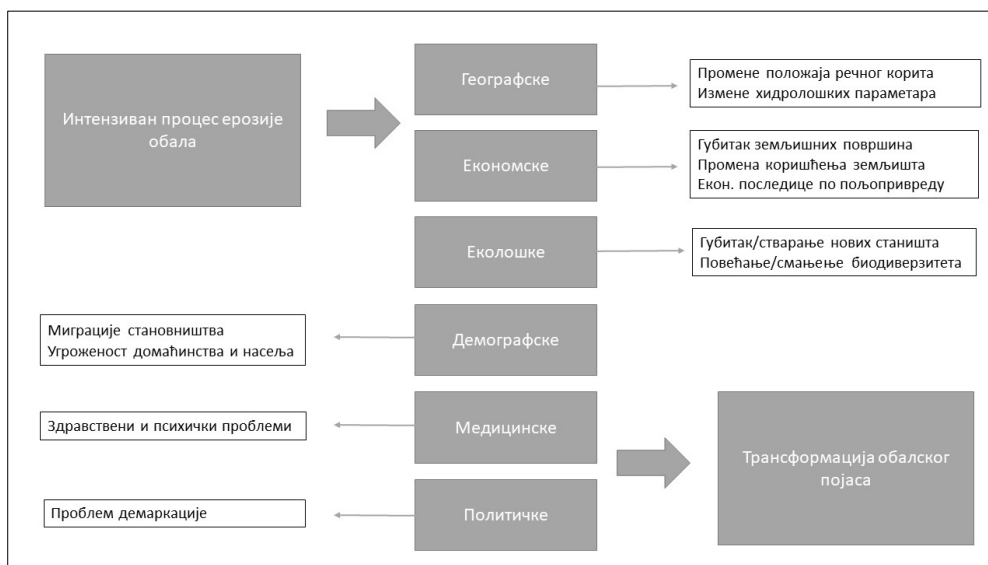 Интензиван процес ерозије
обала
Географске
Промене положаја речног корита
Измене хидролошких параметара
Економске
Губитак земљишних површина
Промена коришћења земљишта
Екон. последице по пољопривреду
Еколошке
Губитак/стварање нових станишта
Повећање/смањење биодиверзитета
Демографске
Миграције становништва
Угроженост домаћинства и насеља
Медицинске
Здравствени и психички проблеми
Политичке
Проблем демаркације
Трансформација обалског
појаса